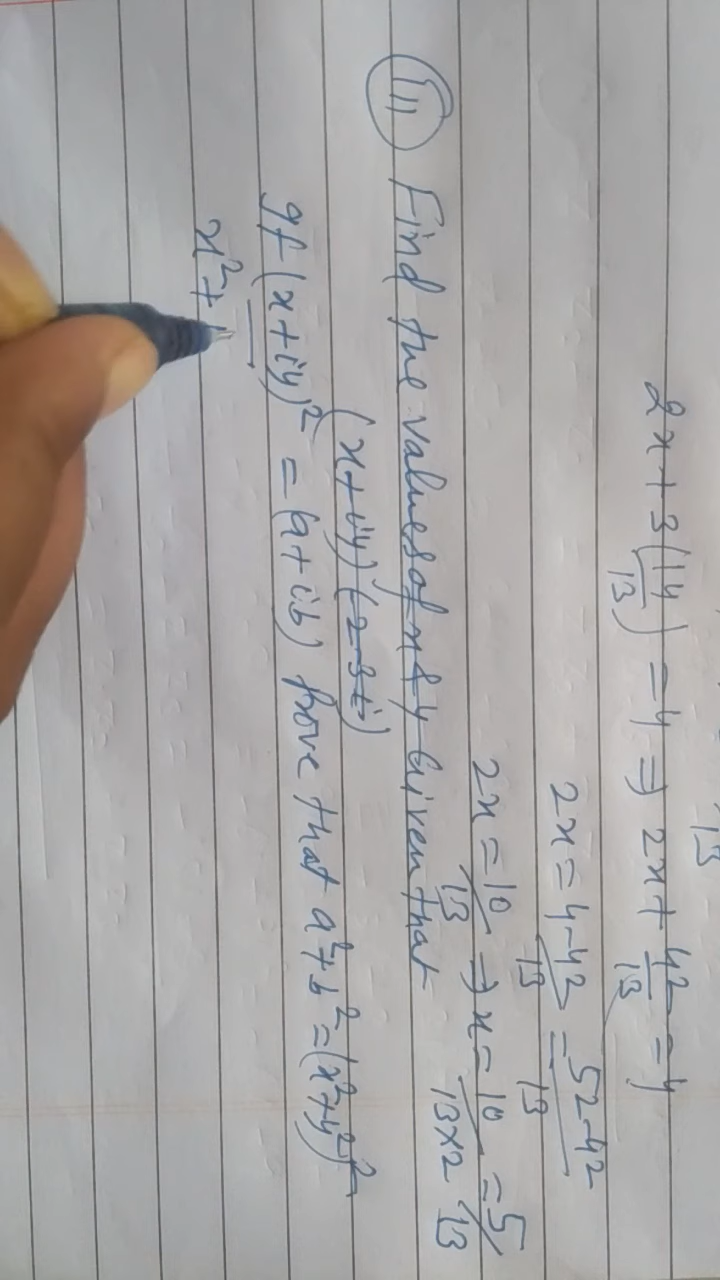 13
2x + 3(14/13) = 4 ⇒ 2x + 42/13 = 4
2x = 4 - 42/13 = 52-42/13
2x = 10/13 ⇒ x = 10/13×2 = 5/13
(iii) Find the values of x & y Given that
(x+iy) (2-3i)
If (x+iy)² = (a+ib) prove that a²+b² = (x²+y²)²
x² +